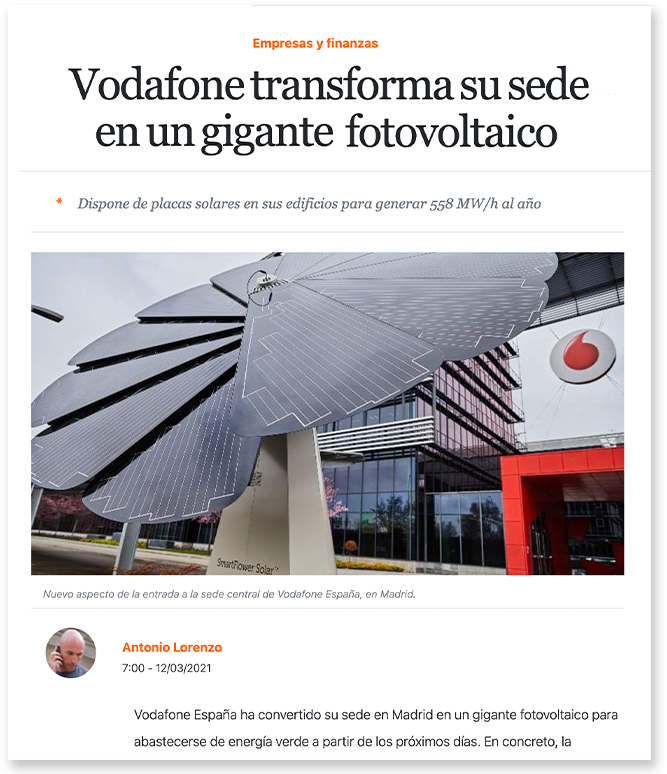 Empresas y finanzas
Vodafone transforma su sede
en un gigante fotovoltaico
* Dispone de placas solares en sus edificios para generar 558 MW/h al año
SmartFlower Solar™
Nuevo aspecto de la entrada a la sede central de Vodafone España, en Madrid.
Antonio Lorenzo
7:00 - 12/03/2021
Vodafone España ha convertido su sede en Madrid en un gigante fotovoltaico para
abastecerse de energía verde a partir de los próximos días. En concreto, la